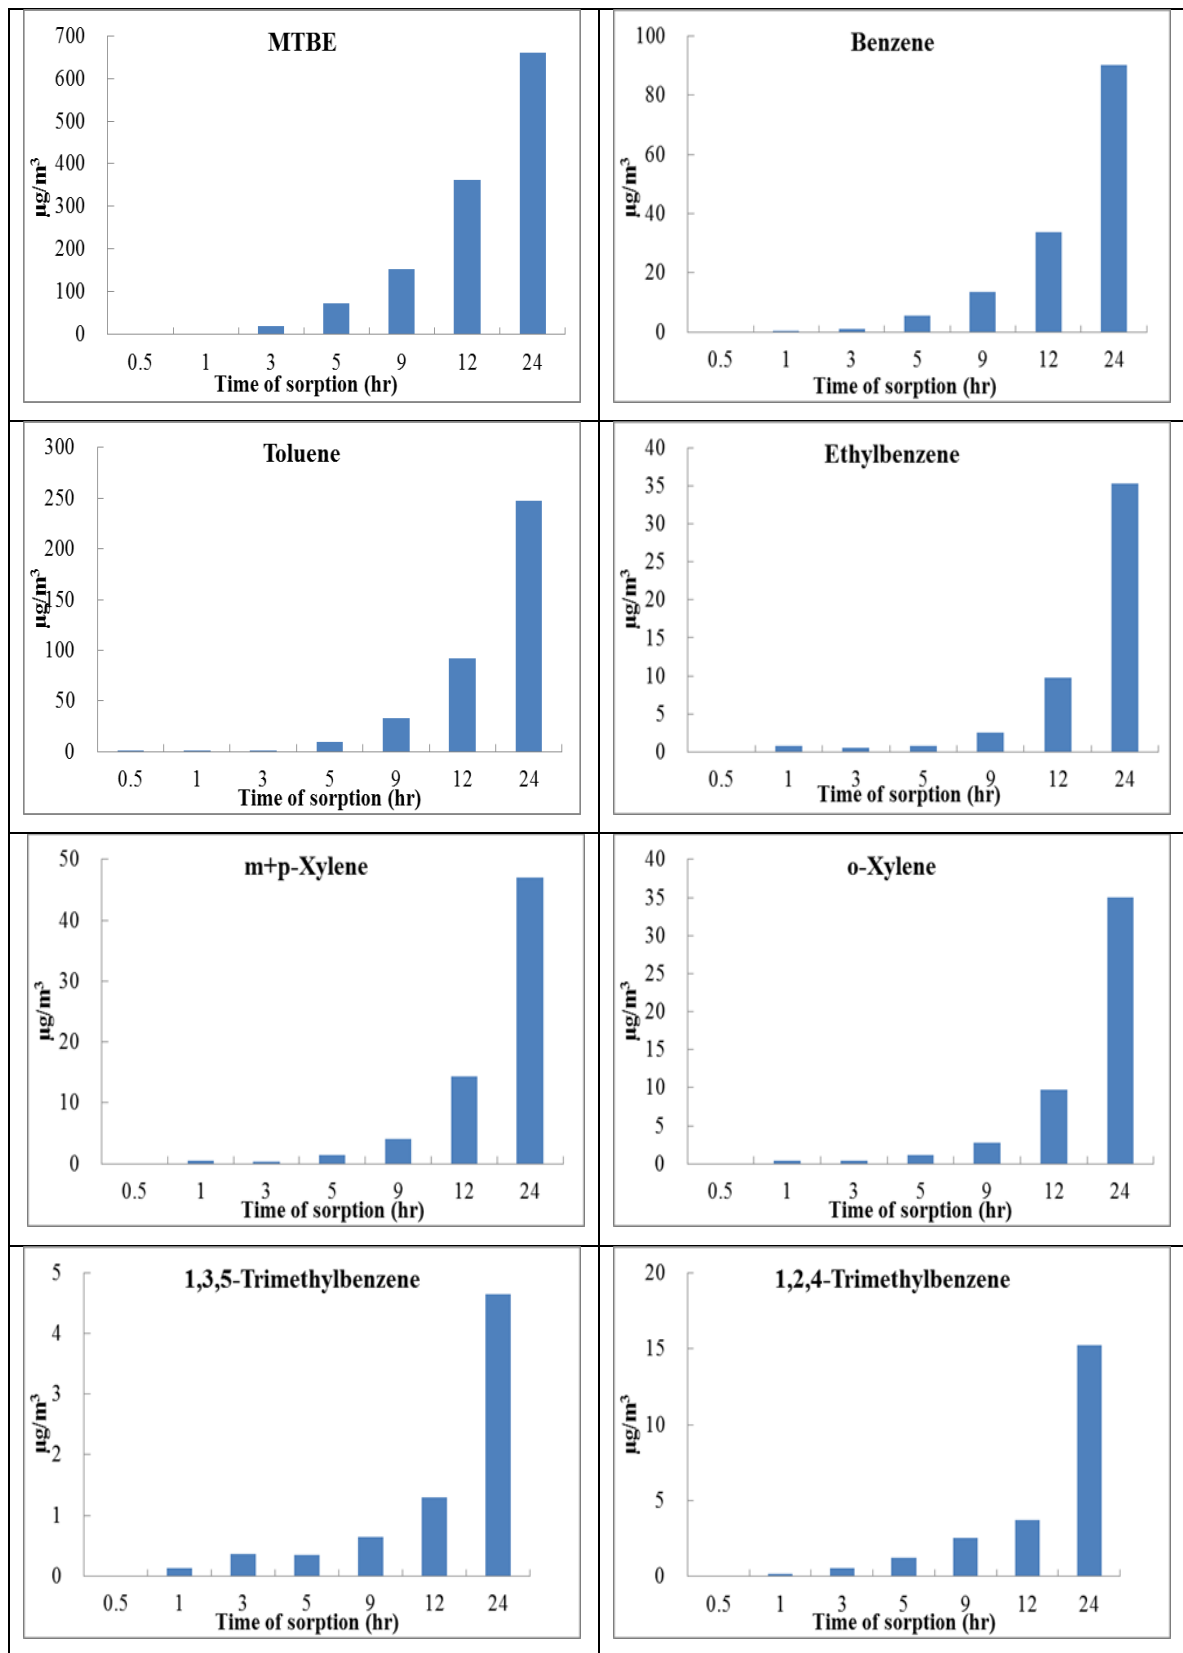 MTBE
700
600
500
400
300
200
100
0
µg/m³
0.5 1 3 5 9 12 24
Time of sorption (hr)
Benzene
100
80
60
40
20
0
µg/m³
0.5 1 3 5 9 12 24
Time of sorption (hr)
Toluene
300
250
200
150
100
50
0
µg/m³
0.5 1 3 5 9 12 24
Time of sorption (hr)
Ethylbenzene
40
35
30
25
20
15
10
5
0
µg/m³
0.5 1 3 5 9 12 24
Time of sorption (hr)
m+p-Xylene
50
40
30
20
10
0
µg/m³
0.5 1 3 5 9 12 24
Time of sorption (hr)
o-Xylene
40
35
30
25
20
15
10
5
0
µg/m³
0.5 1 3 5 9 12 24
Time of sorption (hr)
1,3,5-Trimethylbenzene
5
4
3
2
1
0
µg/m³
0.5 1 3 5 9 12 24
Time of sorption (hr)
1,2,4-Trimethylbenzene
20
15
10
5
0
µg/m³
0.5 1 3 5 9 12 24
Time of sorption (hr)